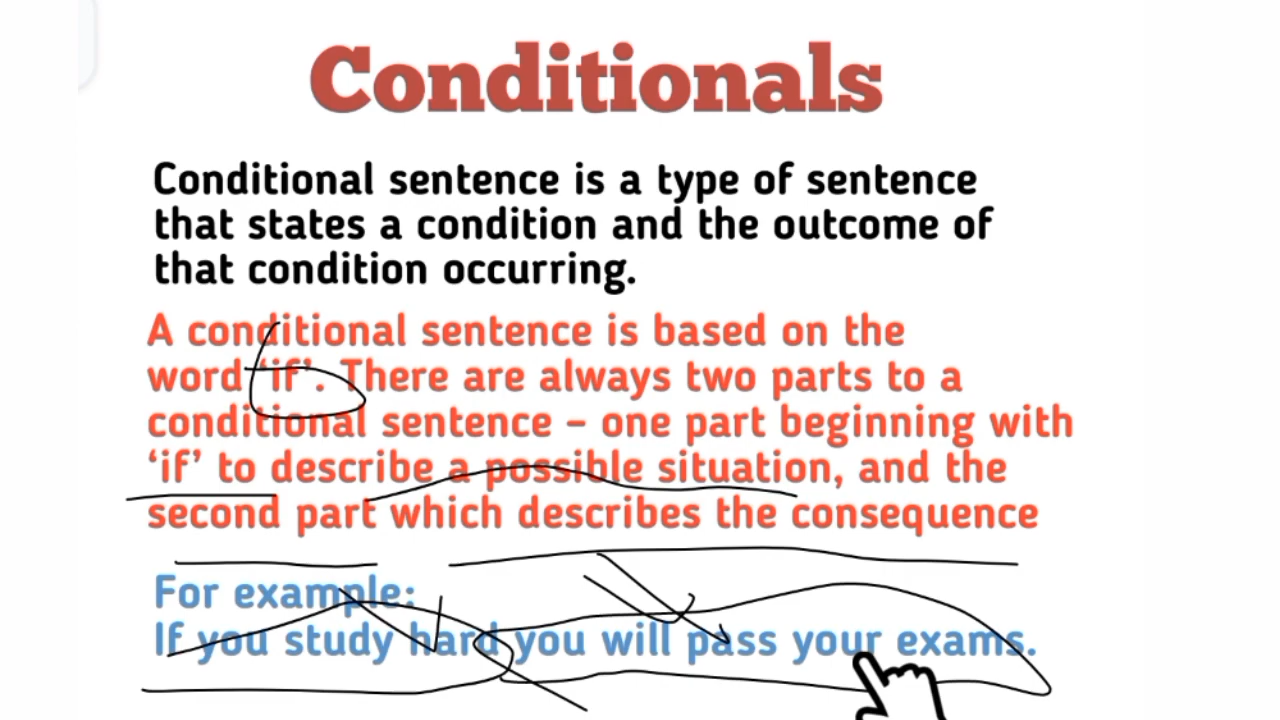 Conditionals
Conditional sentence is a type of sentence
that states a condition and the outcome of
that condition occurring.
A conditional sentence is based on the
word ‘if’. There are always two parts to a
conditional sentence – one part beginning with
‘if’ to describe a possible situation, and the
second part which describes the consequence
For example:
If you study hard you will pass your exams.